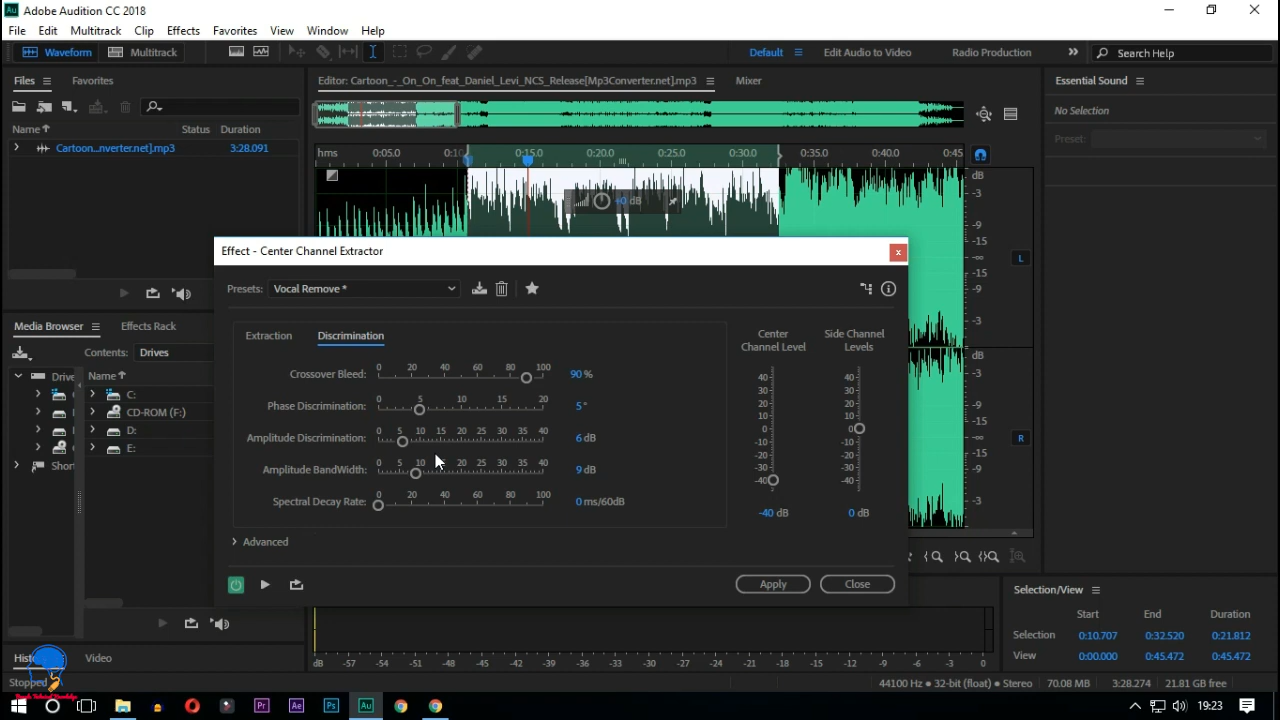 Adobe Audition CC 2018
File Edit Multitrack Clip Effects Favorites View Window Help
Waveform Multitrack Default Edit Audio to Video Radio Production Search Help
Files Favorites Editor: Cartoon_-_On_On_feat_Daniel_Levi_NCS_Release[Mp3Converter.net].mp3 Mixer Essential Sound
No Selection
Name Status Duration
Preset:
Cartoon...nverter.net].mp3 3:28.091
hms 0:05.0 0:10 0:15.0 0:20.0 0:25.0 0:30.0 0:35.0 0:40.0 0:45
dB
-3
-9
-15
-∞
-15
-9
-3
L
+0 dB
Effect - Center Channel Extractor
Presets: Vocal Remove *
Extraction Discrimination
Center Channel Level
Side Channel Levels
Crossover Bleed: 0 20 40 60 80 100 90 %
Phase Discrimination: 0 5 10 15 20 5 °
Amplitude Discrimination: 0 5 10 15 20 25 30 35 40 6 dB
Amplitude BandWidth: 0 5 10 20 25 30 35 40 9 dB
Spectral Decay Rate: 0 20 40 60 80 100 0 ms/60dB
40 30 20 10 0 -10 -20 -30 -40
40 30 20 10 0 -10 -20 -30 -40
-40 dB 0 dB
Advanced
Apply Close
dB
-3
-9
-15
-∞
-15
-9
-3
R
Media Browser Effects Rack
Contents: Drives
Drive Name
C:
CD-ROM (F:)
D:
E:
Short
Selection/View
Start End Duration
Selection 0:10.707 0:32.520 0:21.812
View 0:00.000 0:45.472 0:45.472
dB -57 -54 -51 -48 -45 -42 -39 -36 -33 -30 -27 -24 -21 -18 -15 -12 -9 -6 -3 0
Hist Video
Stopped
44100 Hz • 32-bit (float) • Stereo 70.08 MB 3:28.274 21.81 GB free
19:23